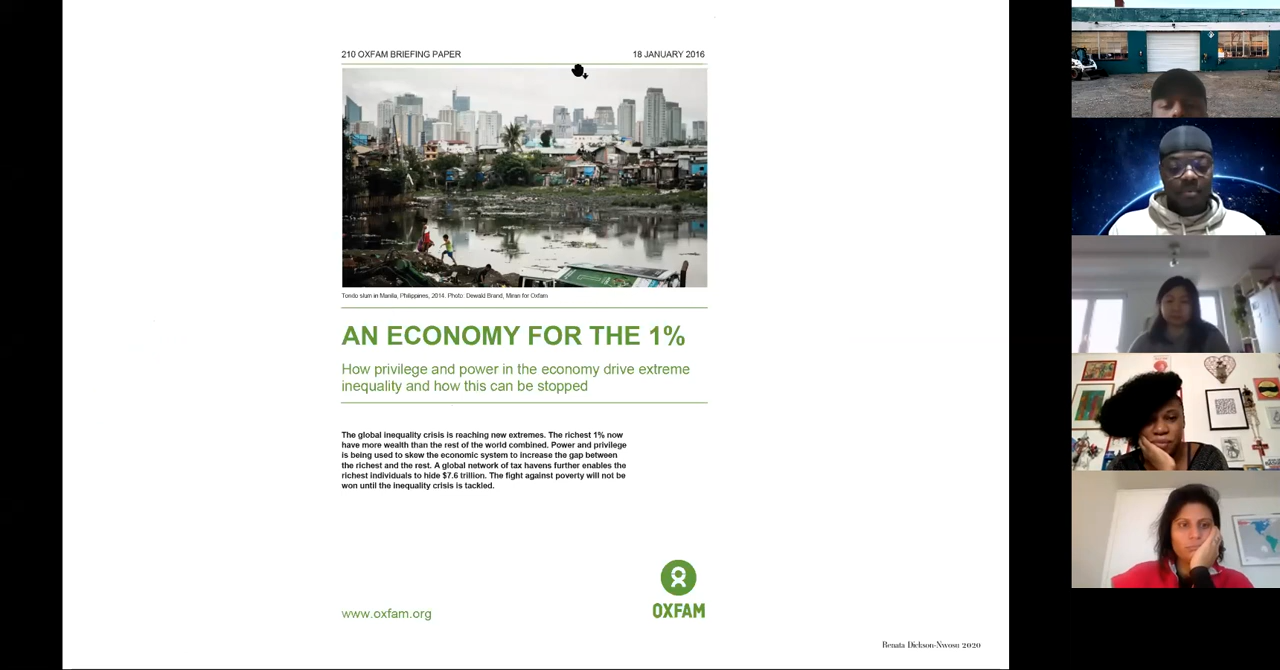 210 OXFAM BRIEFING PAPER
18 JANUARY 2016
Tondo slum in Manila, Philippines, 2014. Photo: Dewald Brand, Miran for Oxfam
AN ECONOMY FOR THE 1%
How privilege and power in the economy drive extreme
inequality and how this can be stopped
The global inequality crisis is reaching new extremes. The richest 1% now
have more wealth than the rest of the world combined. Power and privilege
is being used to skew the economic system to increase the gap between
the richest and the rest. A global network of tax havens further enables the
richest individuals to hide $7.6 trillion. The fight against poverty will not be
won until the inequality crisis is tackled.
www.oxfam.org
OXFAM
Renata Dickson-Nwosu 2020